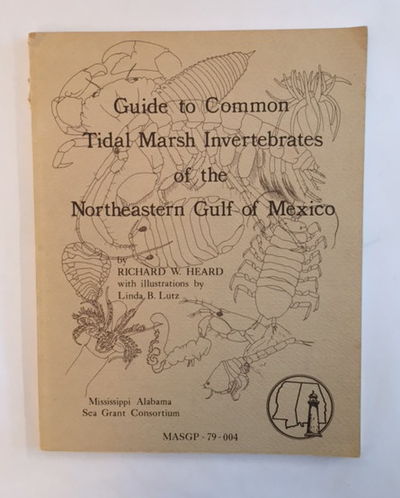 Guide to Common
Tidal Marsh Invertebrates
of the
Northeastern Gulf of Mexico
by
RICHARD W. HEARD
with illustrations by
Linda B. Lutz
Mississippi Alabama
Sea Grant Consortium
MASGP - 79 - 004